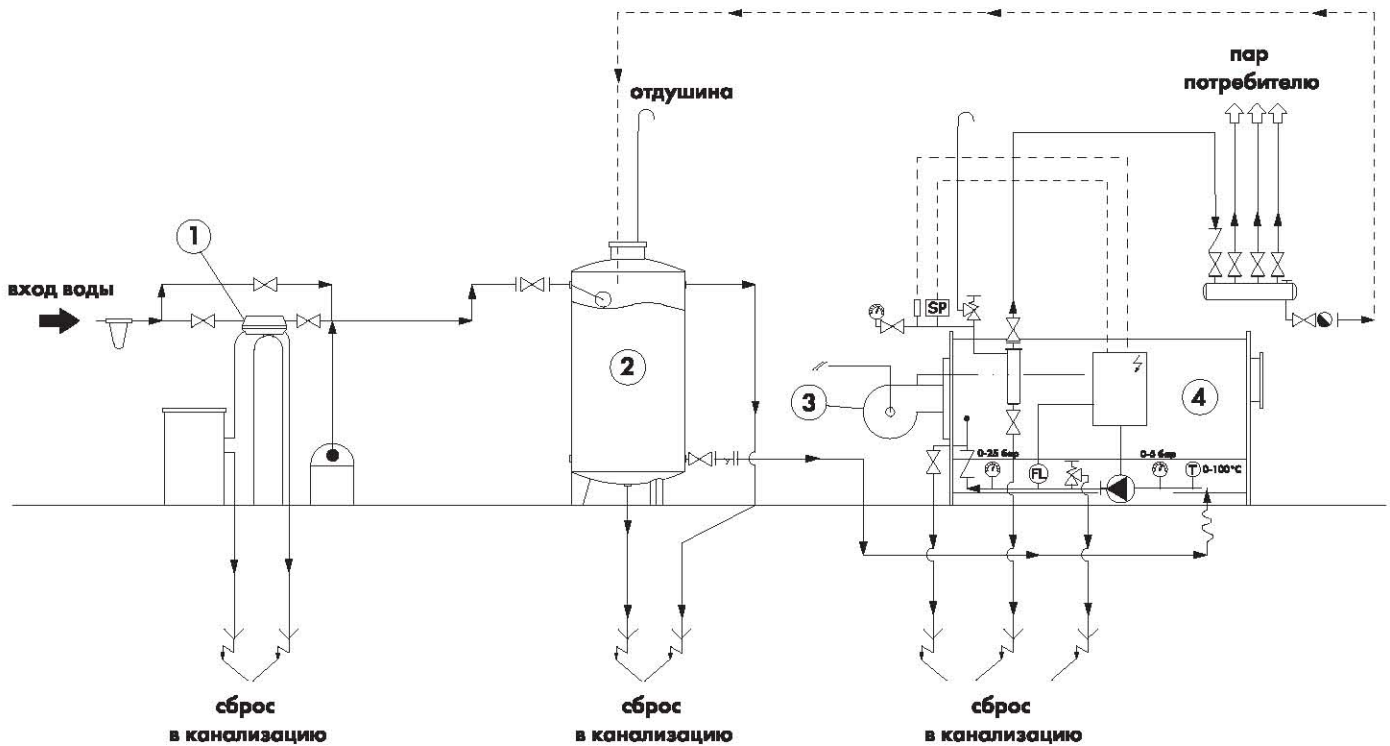 пар
потребителю
отдушина
1
вход воды
SP
2
3
4
0-25 бар
0-6 бар
FL
T
0-100°C
сброс
в канализацию
сброс
в канализацию
сброс
в канализацию